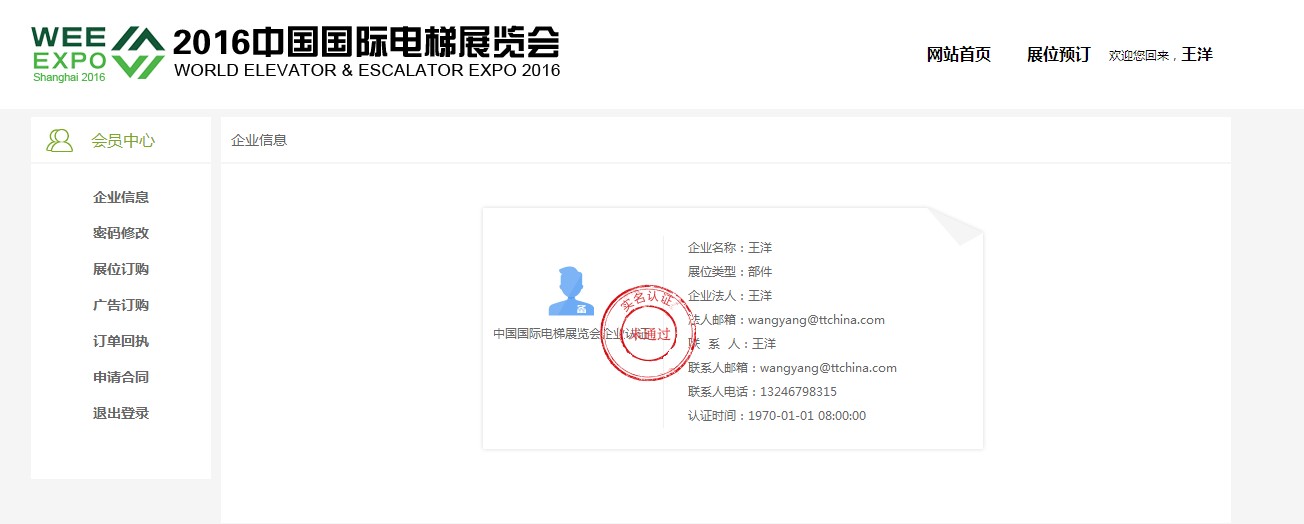 WEE
EXPO
Shanghai 2016
2016中国国际电梯展览会
WORLD ELEVATOR & ESCALATOR EXPO 2016
网站首页 展位预订 欢迎您回来，王洋
会员中心
企业信息
密码修改
展位订购
广告订购
订单回执
申请合同
退出登录
企业信息
中国国际电梯展览会企业认证
实名认证
未通过
企业名称：王洋
展位类型：部件
企业法人：王洋
法人邮箱：wangyang@ttchina.com
联 系 人：王洋
联系人邮箱：wangyang@ttchina.com
联系人电话：13246798315
认证时间：1970-01-01 08:00:00